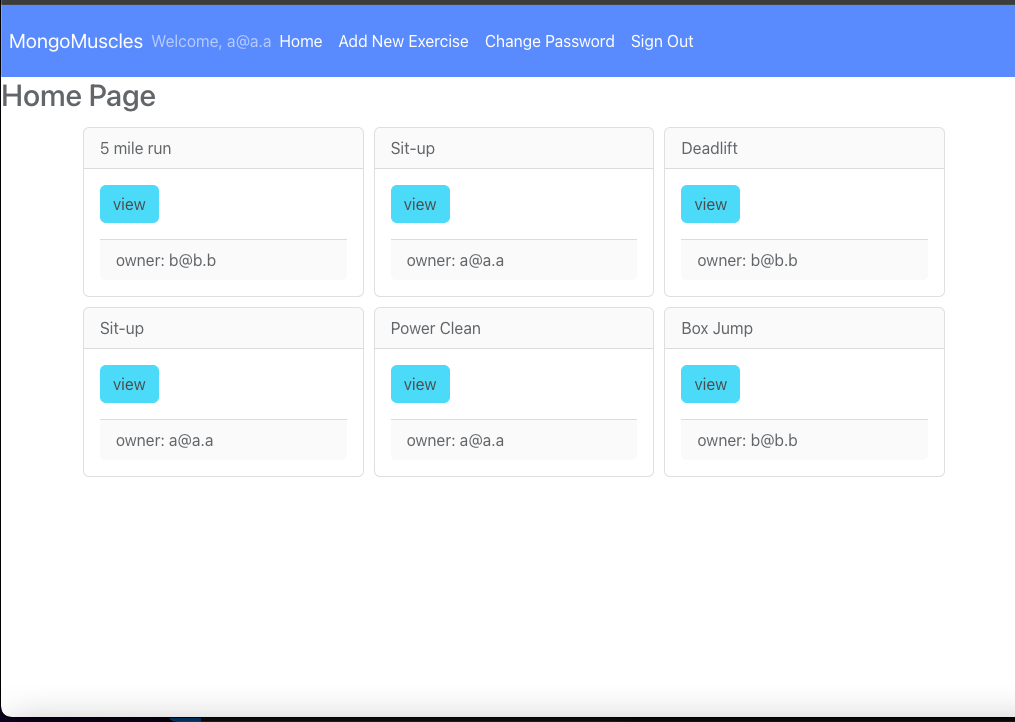 MongoMuscles Welcome, a@a.a Home Add New Exercise Change Password Sign Out
Home Page
5 mile run
view
owner: b@b.b
Sit-up
view
owner: a@a.a
Deadlift
view
owner: b@b.b
Sit-up
view
owner: a@a.a
Power Clean
view
owner: a@a.a
Box Jump
view
owner: b@b.b